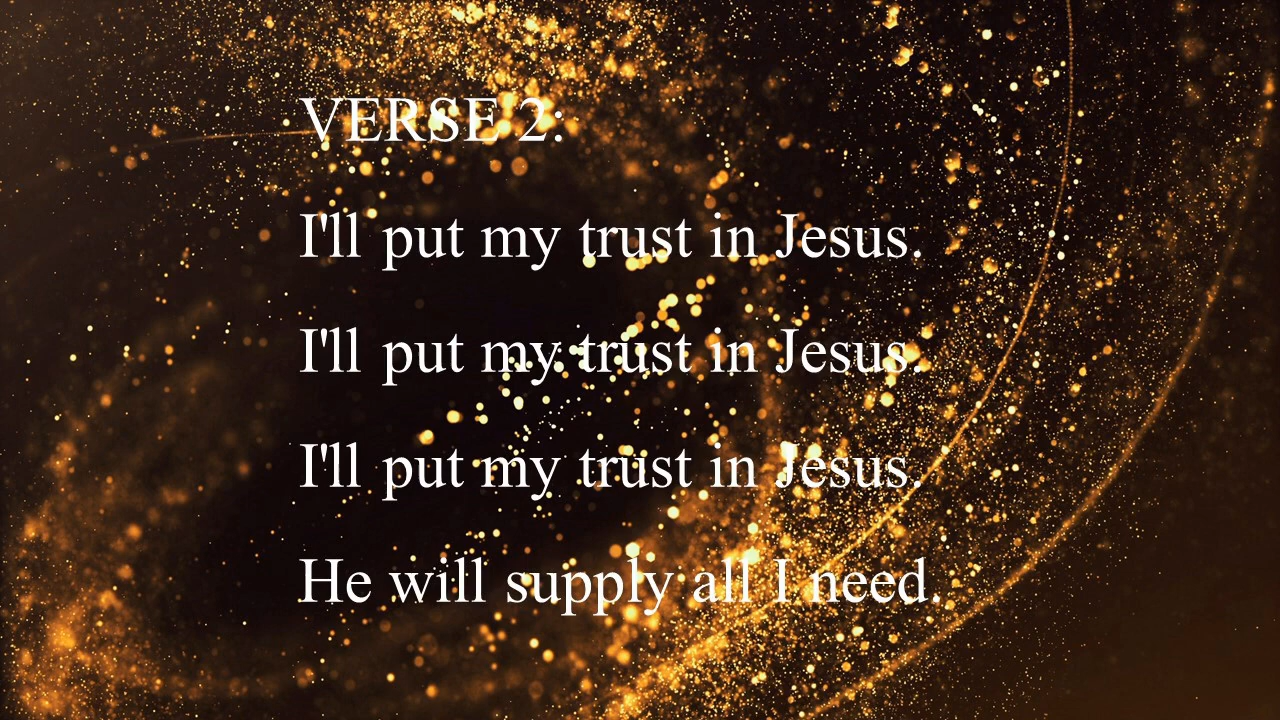 VERSE 2:
I'll put my trust in Jesus.
I'll put my trust in Jesus.
I'll put my trust in Jesus.
He will supply all I need.